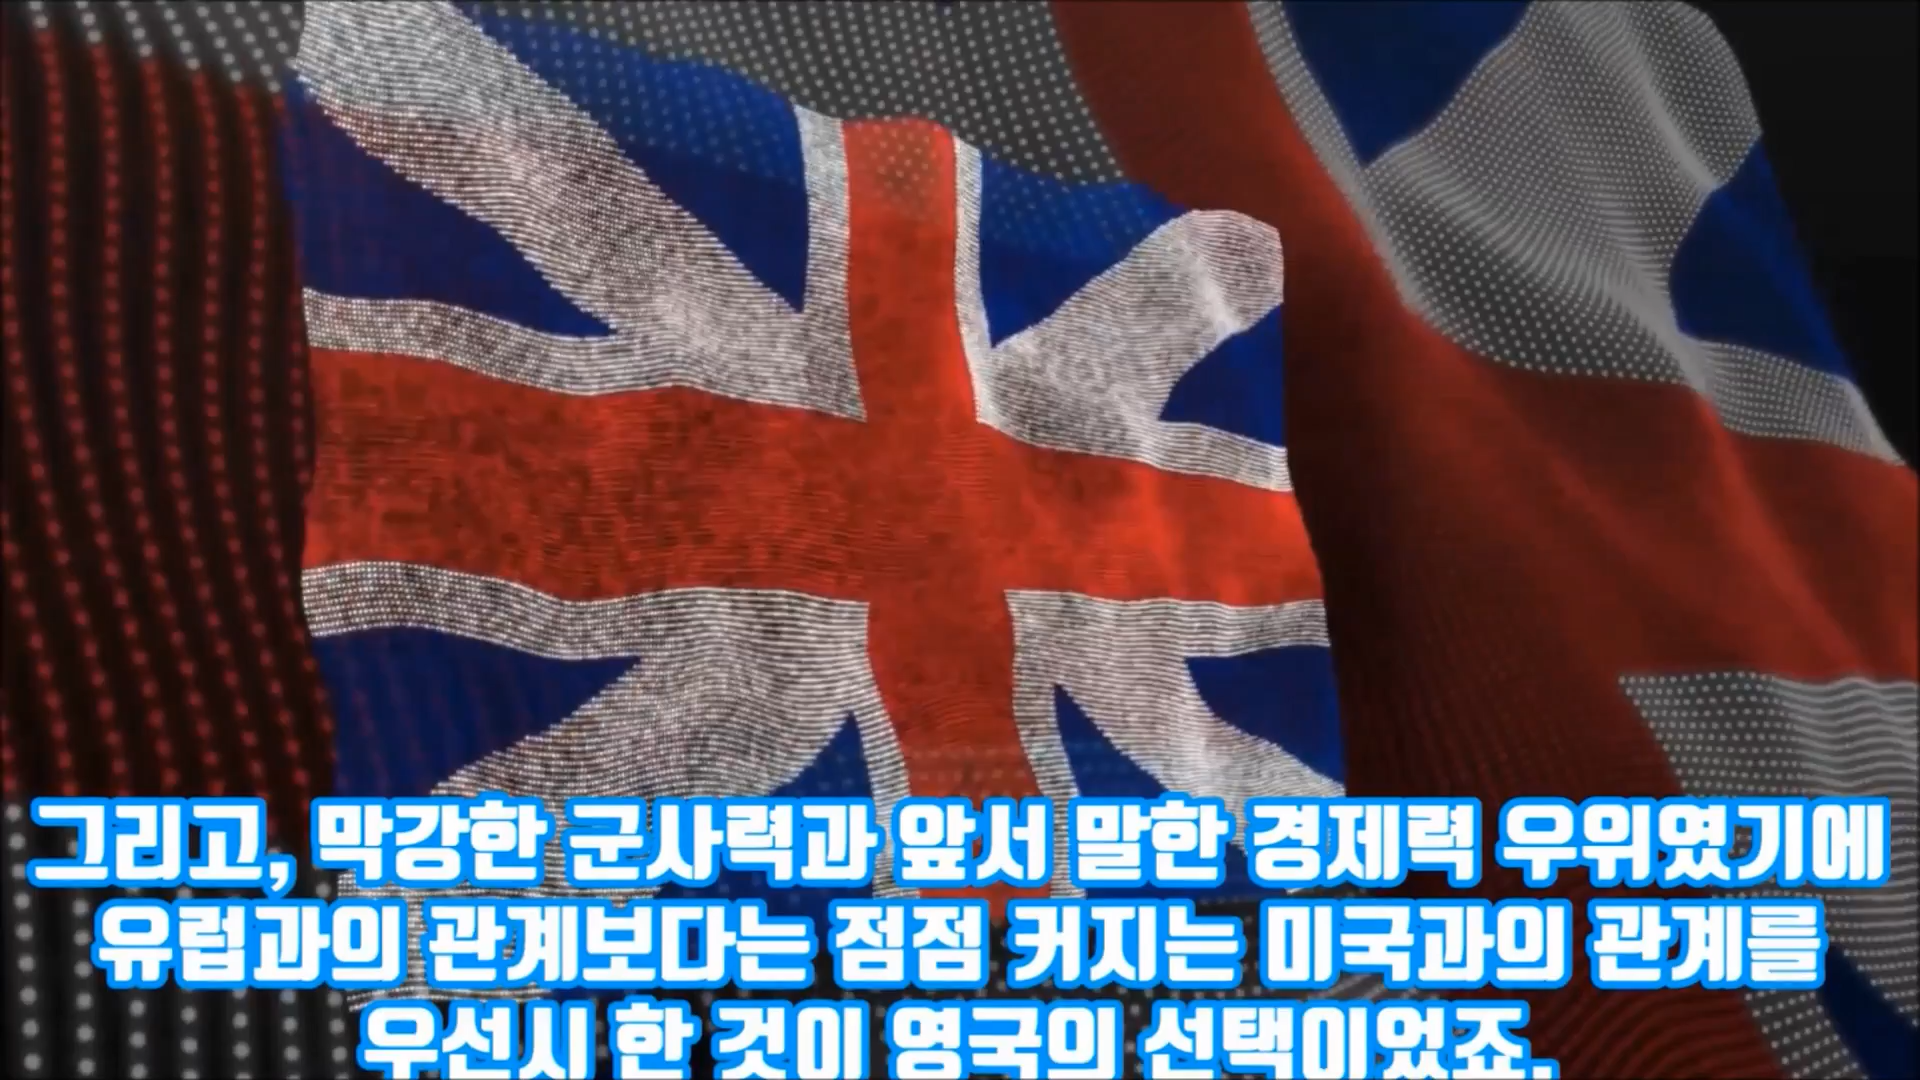 그리고, 막강한 군사력과 앞서 말한 경제력 우위였기에
유럽과의 관계보다는 점점 커지는 미국과의 관계를
우선시 한 것이 영국의 선택이었죠.